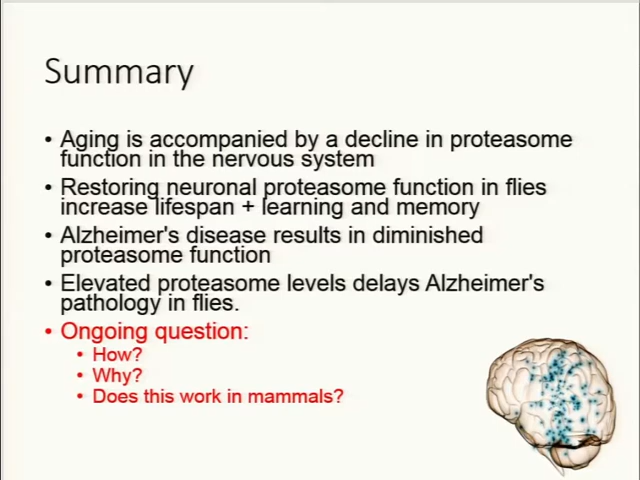 Summary
• Aging is accompanied by a decline in proteasome
function in the nervous system
• Restoring neuronal proteasome function in flies
increase lifespan + learning and memory
• Alzheimer's disease results in diminished
proteasome function
• Elevated proteasome levels delays Alzheimer's
pathology in flies.
• Ongoing question:
• How?
• Why?
• Does this work in mammals?